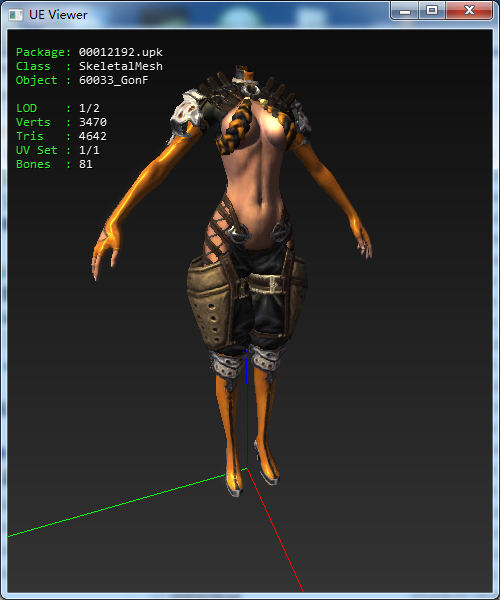 UE Viewer
Package: 00012192.upk
Class : SkeletalMesh
Object : 60033_GonF
LOD : 1/2
Verts : 3470
Tris : 4642
UV Set : 1/1
Bones : 81